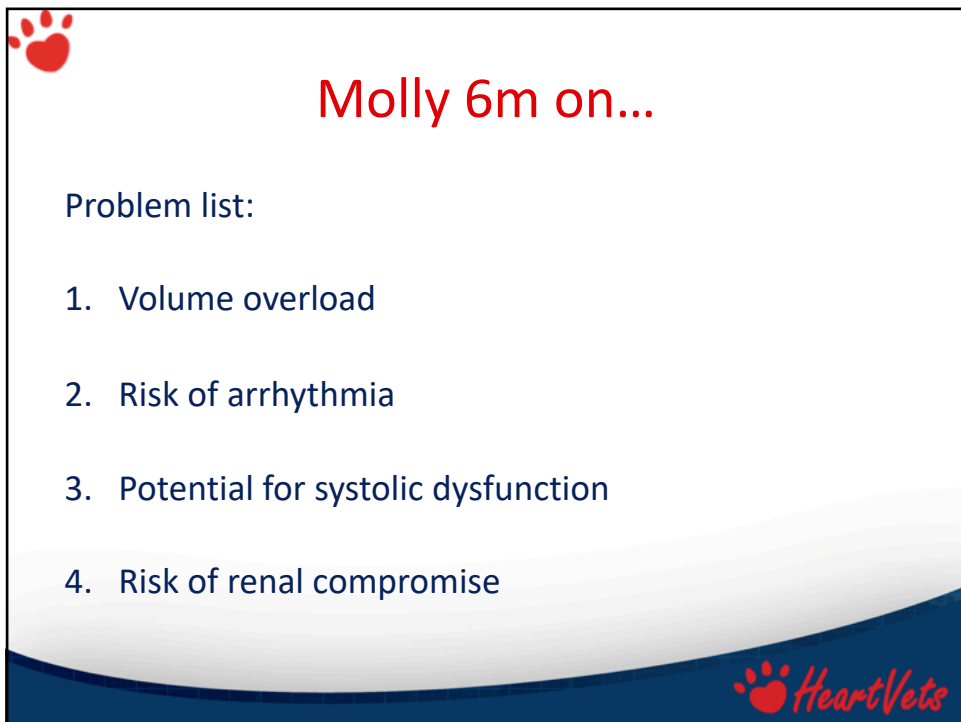 Molly 6m on…
Problem list:
1. Volume overload
2. Risk of arrhythmia
3. Potential for systolic dysfunction
4. Risk of renal compromise
HeartVets